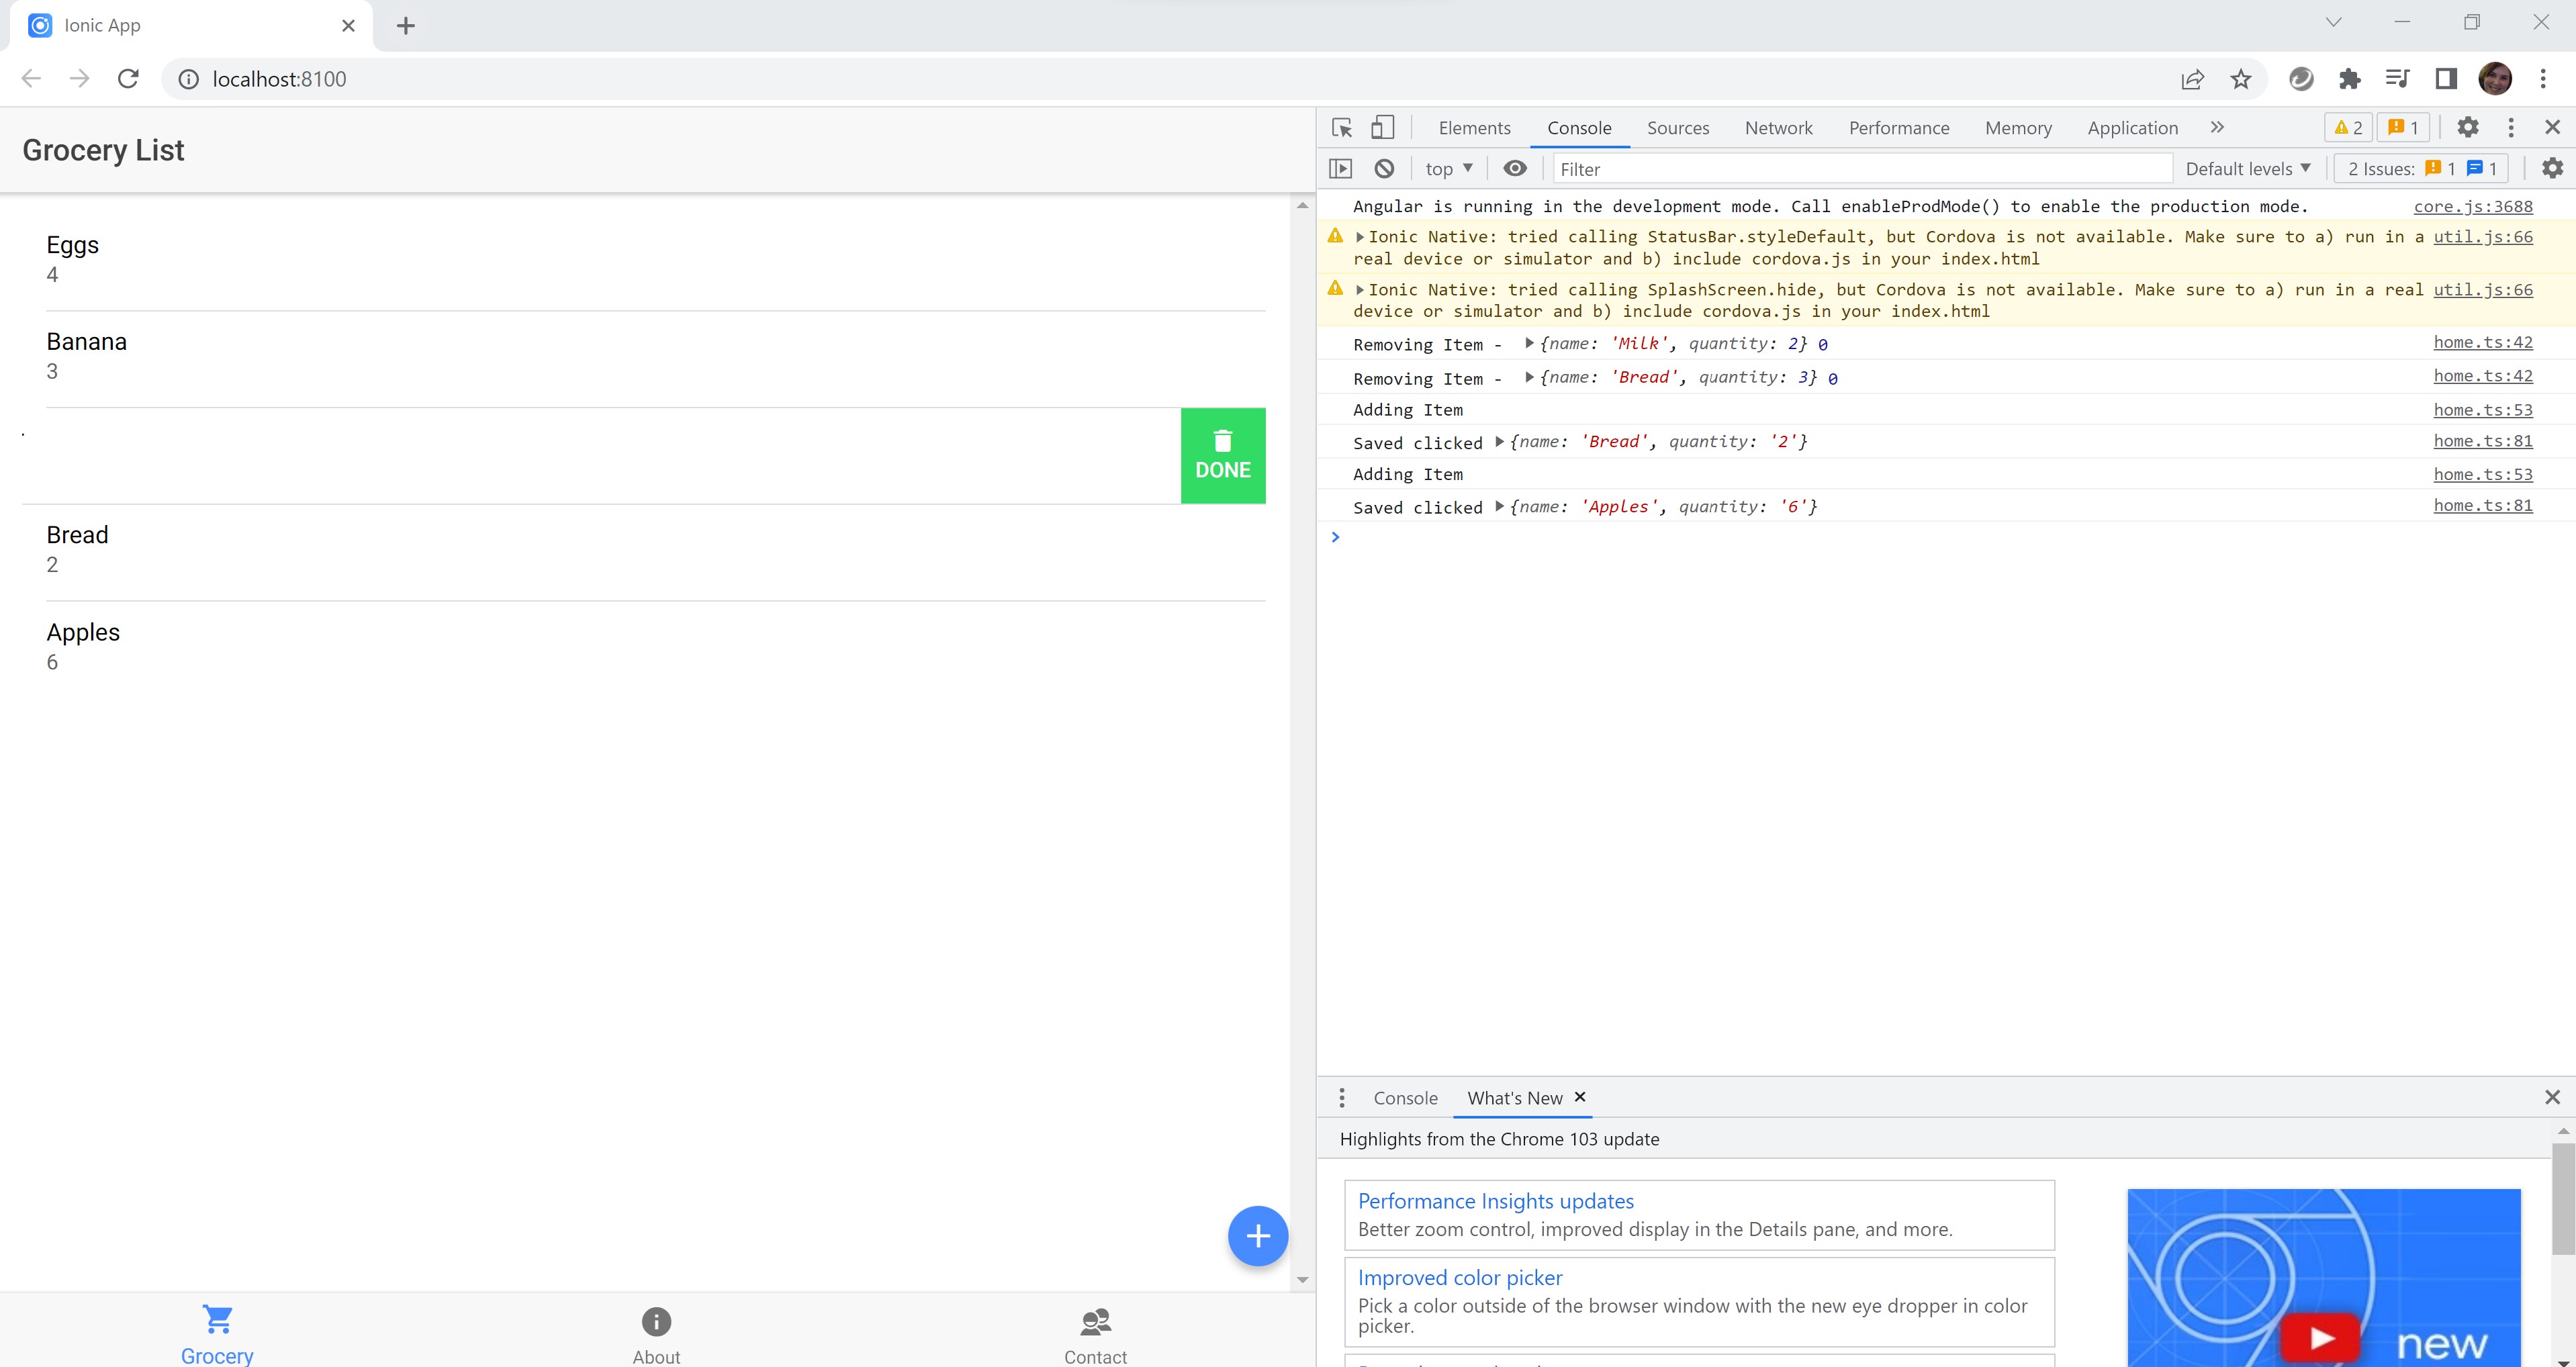 Ionic App
localhost:8100
Grocery List
Eggs
4
Banana
3
DONE
Bread
2
Apples
6
Grocery
About
Contact
Elements Console Sources Network Performance Memory Application » 2 1
top Filter Default levels 2 Issues: 1 1
Angular is running in the development mode. Call enableProdMode() to enable the production mode. core.js:3688
Ionic Native: tried calling StatusBar.styleDefault, but Cordova is not available. Make sure to a) run in a util.js:66
real device or simulator and b) include cordova.js in your index.html
Ionic Native: tried calling SplashScreen.hide, but Cordova is not available. Make sure to a) run in a real util.js:66
device or simulator and b) include cordova.js in your index.html
Removing Item - {name: 'Milk', quantity: 2} 0 home.ts:42
Removing Item - {name: 'Bread', quantity: 3} 0 home.ts:42
Adding Item home.ts:53
Saved clicked {name: 'Bread', quantity: '2'} home.ts:81
Adding Item home.ts:53
Saved clicked {name: 'Apples', quantity: '6'} home.ts:81
Console What's New
Highlights from the Chrome 103 update
Performance Insights updates
Better zoom control, improved display in the Details pane, and more.
Improved color picker
Pick a color outside of the browser window with the new eye dropper in color
picker.
new